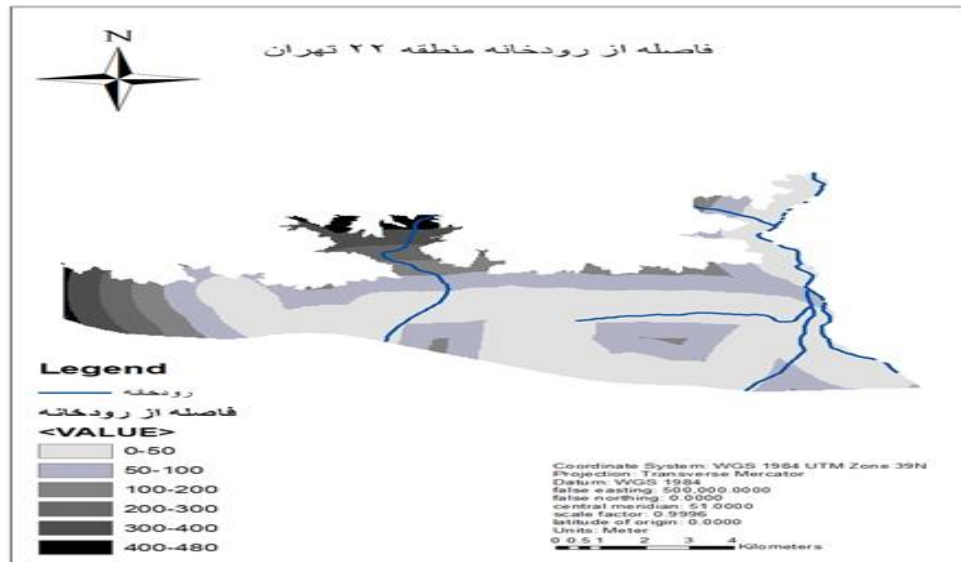 N
فاصله از رودخانه منطقه ۲۲ تهران
Legend
رودخانه
فاصله از رودخانه
<VALUE>
0-50
50-100
100-200
200-300
300-400
400-480
Coordinate System: WGS 1984 UTM Zone 39N
Projection: Transverse Mercator
Datum: WGS 1984
false easting: 500,000.0000
false northing: 0.0000
central meridian: 51.0000
scale factor: 0.9996
latitude of origin: 0.0000
Units: Meter
0 0.5 1 2 3 4
Kilometers